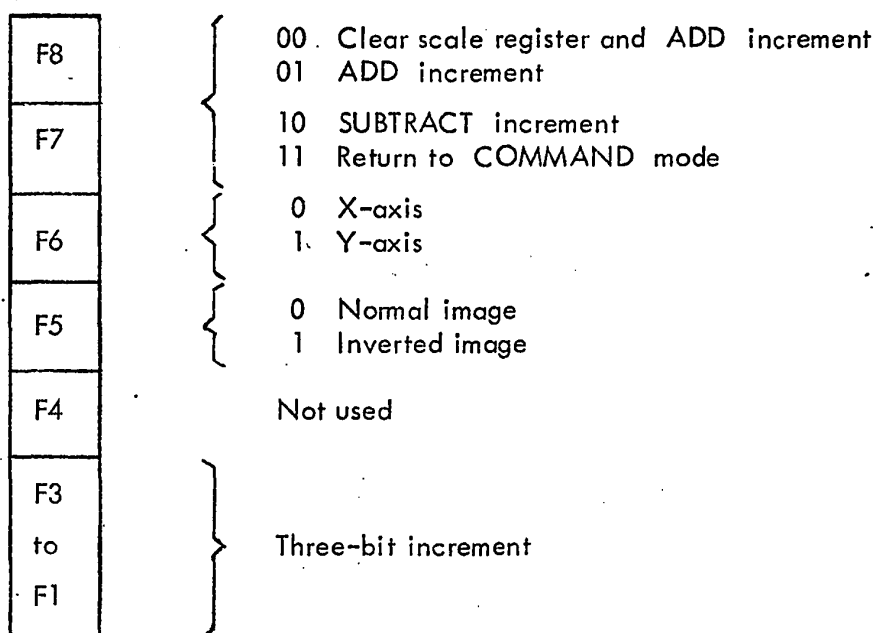 F8 00 Clear scale register and ADD increment
01 ADD increment
F7 10 SUBTRACT increment
11 Return to COMMAND mode
0 X-axis
F6 1 Y-axis
0 Normal image
F5 1 Inverted image
F4 Not used
F3
to Three-bit increment
F1